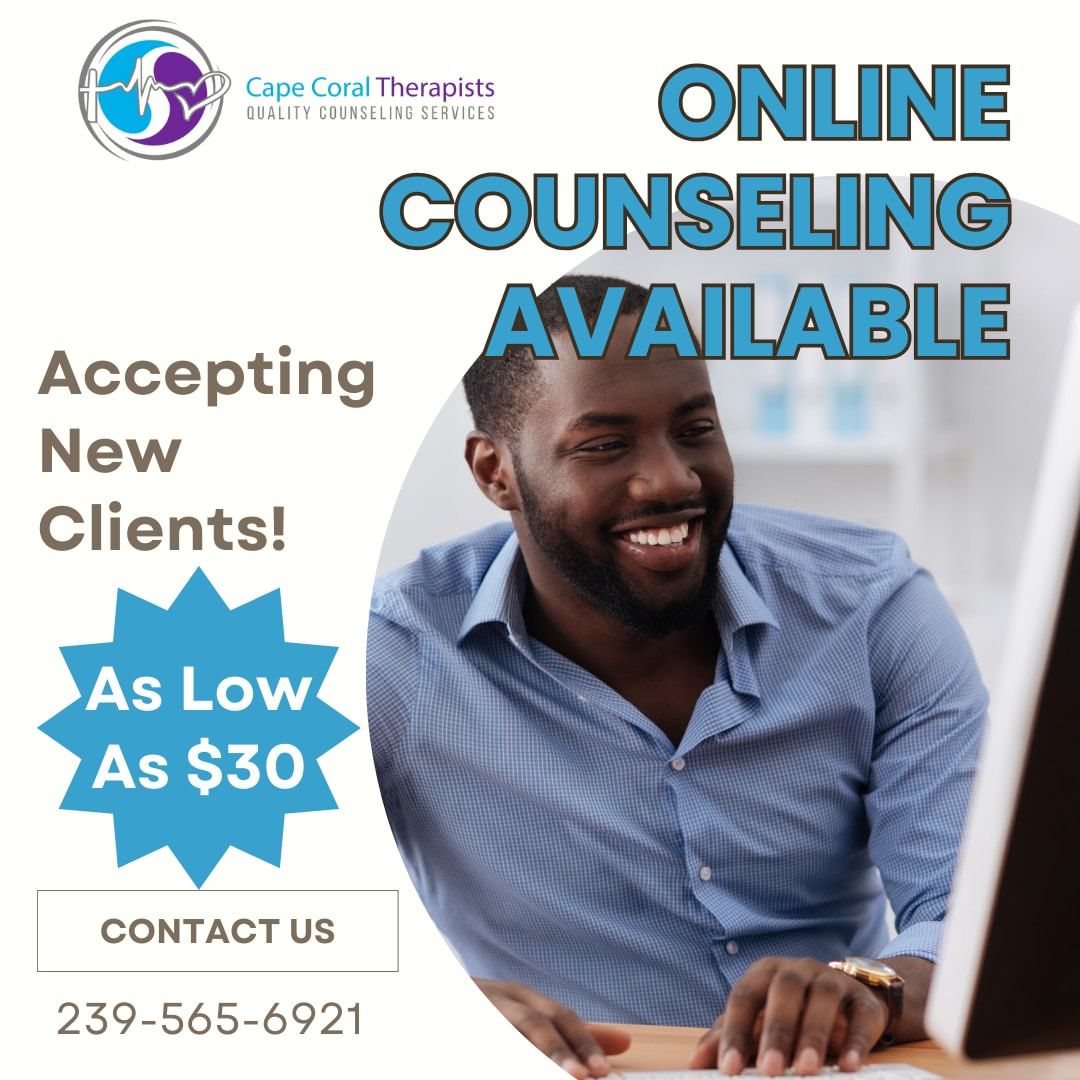 Cape Coral Therapists
QUALITY COUNSELING SERVICES
ONLINE
COUNSELING
AVAILABLE
Accepting
New
Clients!
As Low
As $30
CONTACT US
239-565-6921